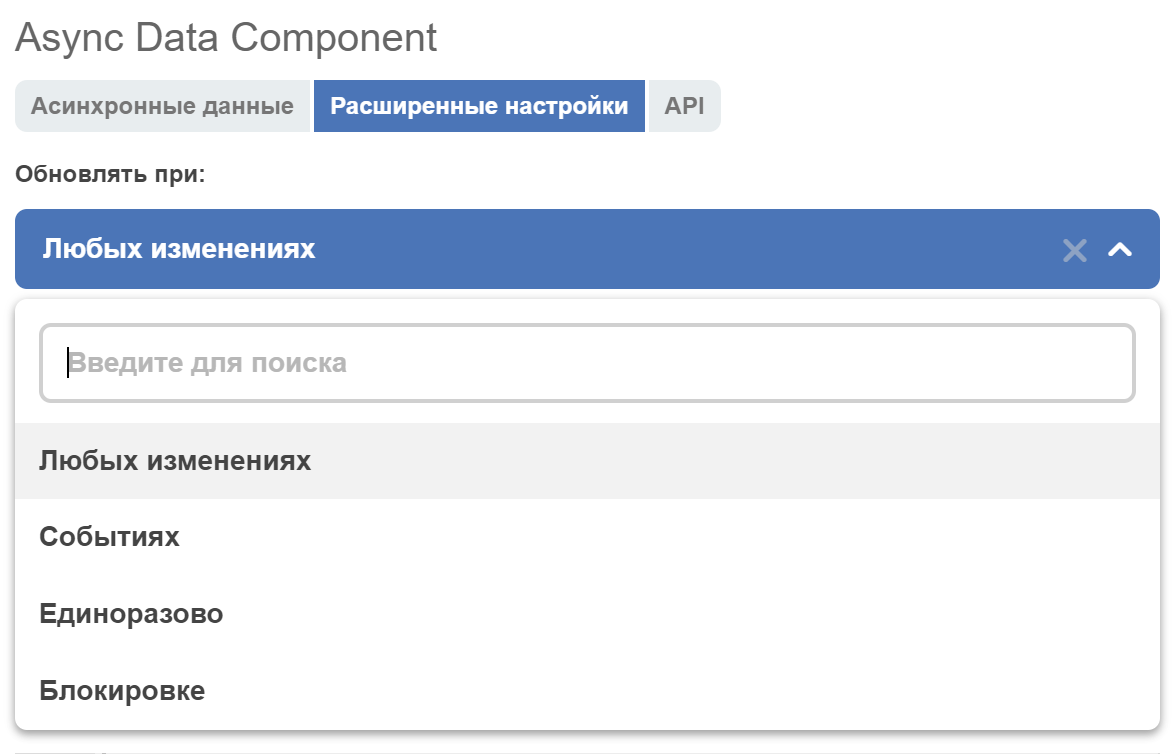 Async Data Component
Асинхронные данные Расширенные настройки API
Обновлять при:
Любых изменениях
Введите для поиска
Любых изменениях
Событиях
Единоразово
Блокировке